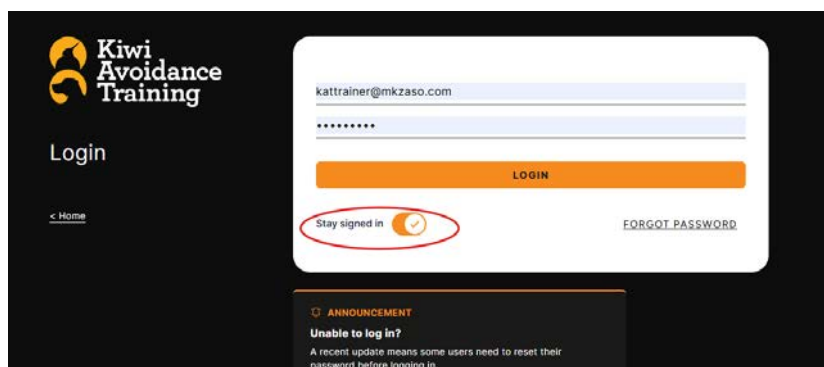 Kiwi
Avoidance
Training
Login
< Home
kattrainer@mkzaso.com
•••••••••
LOGIN
Stay signed in
FORGOT PASSWORD
ANNOUNCEMENT
Unable to log in?
A recent update means some users need to reset their
password before logging in